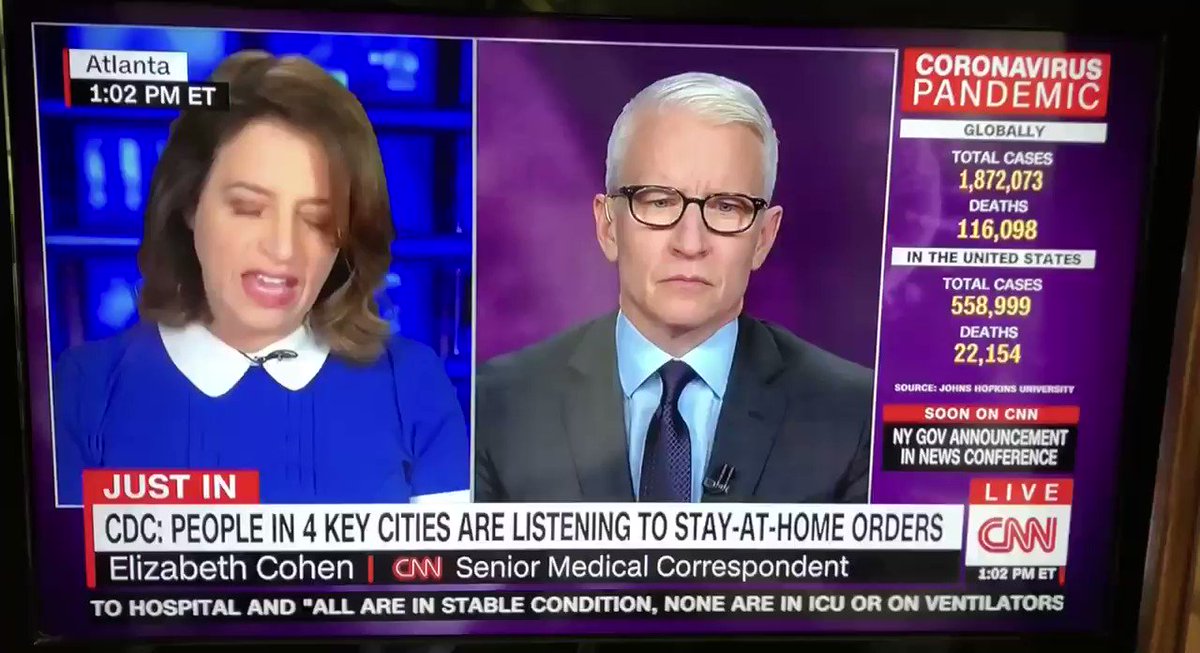 Atlanta
1:02 PM ET
CORONAVIRUS
PANDEMIC
GLOBALLY
TOTAL CASES
1,872,073
DEATHS
116,098
IN THE UNITED STATES
TOTAL CASES
558,999
DEATHS
22,154
SOURCE: JOHNS HOPKINS UNIVERSITY
SOON ON CNN
NY GOV ANNOUNCEMENT
IN NEWS CONFERENCE
JUST IN
CDC: PEOPLE IN 4 KEY CITIES ARE LISTENING TO STAY-AT-HOME ORDERS
Elizabeth Cohen | CNN Senior Medical Correspondent
LIVE
CNN
1:02 PM ET
TO HOSPITAL AND "ALL ARE IN STABLE CONDITION, NONE ARE IN ICU OR ON VENTILATORS